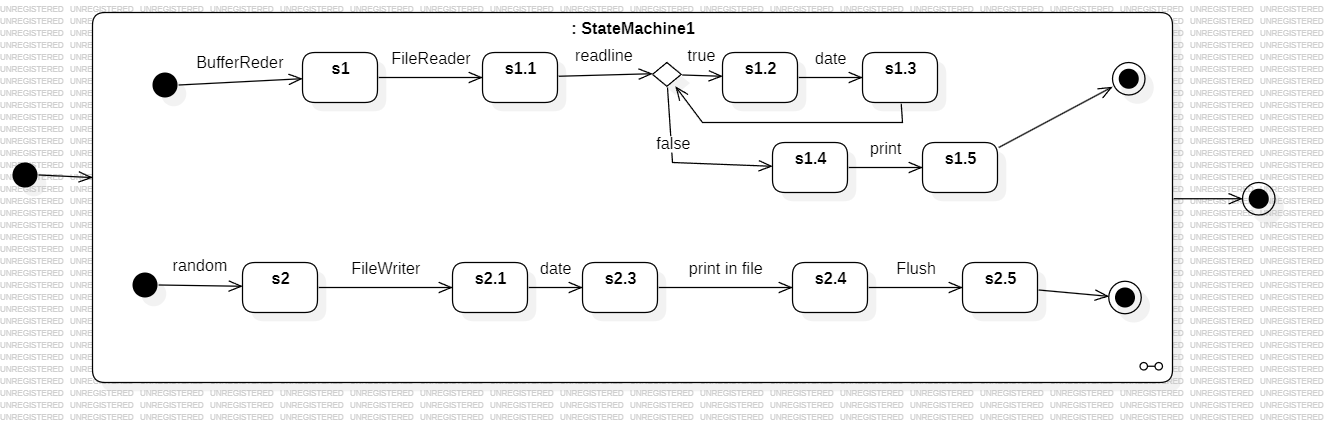 : StateMachine1
BufferReder
s1
FileReader
s1.1
readline
true
s1.2
date
s1.3
false
s1.4
print
s1.5
random
s2
FileWriter
s2.1
date
s2.3
print in file
s2.4
Flush
s2.5
UNREGISTERED